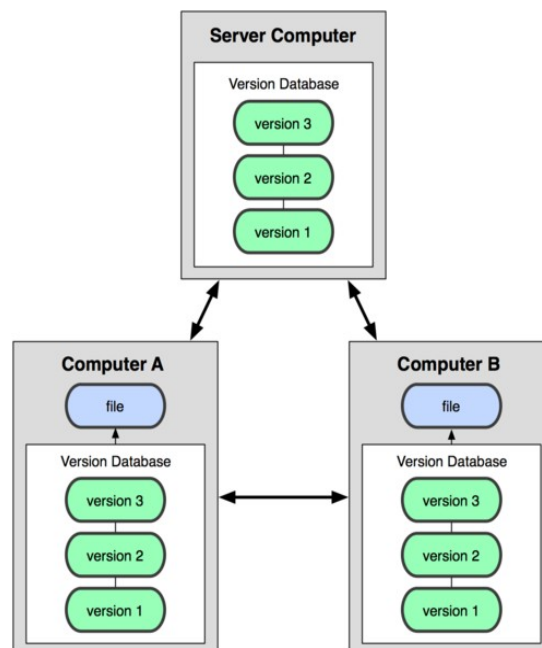 Server Computer
Version Database
version 3
version 2
version 1
Computer A
file
Version Database
version 3
version 2
version 1
Computer B
file
Version Database
version 3
version 2
version 1